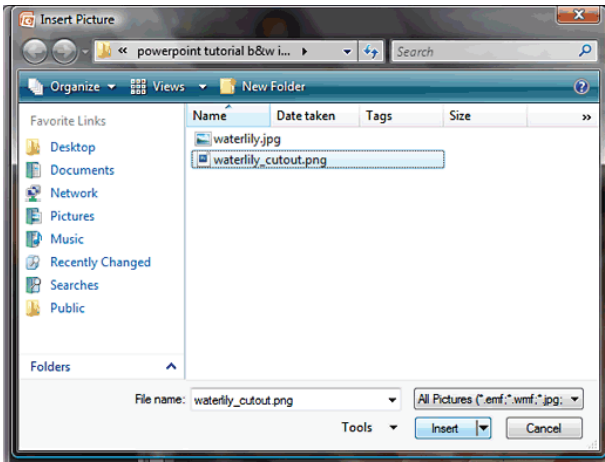 Insert Picture
« powerpoint tutorial b&w i...
Search
Organize Views New Folder
Favorite Links
Desktop
Documents
Network
Pictures
Music
Recently Changed
Searches
Public
Folders
Name Date taken Tags Size »
waterlily.jpg
waterlily_cutout.png
File name: waterlily_cutout.png All Pictures (*.emf;*.wmf;*.jpg;
Tools Insert Cancel